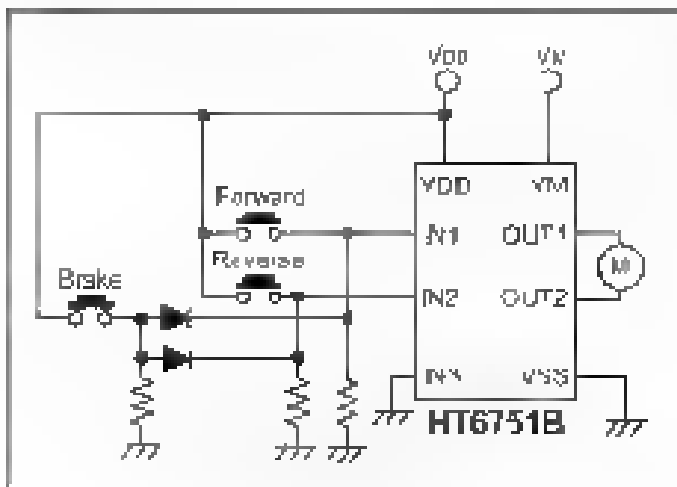 VDD
VM
VDD
VM
Forward
IN1
OUT1
M
Reverse
IN2
OUT2
Brake
VSS
HT6751B